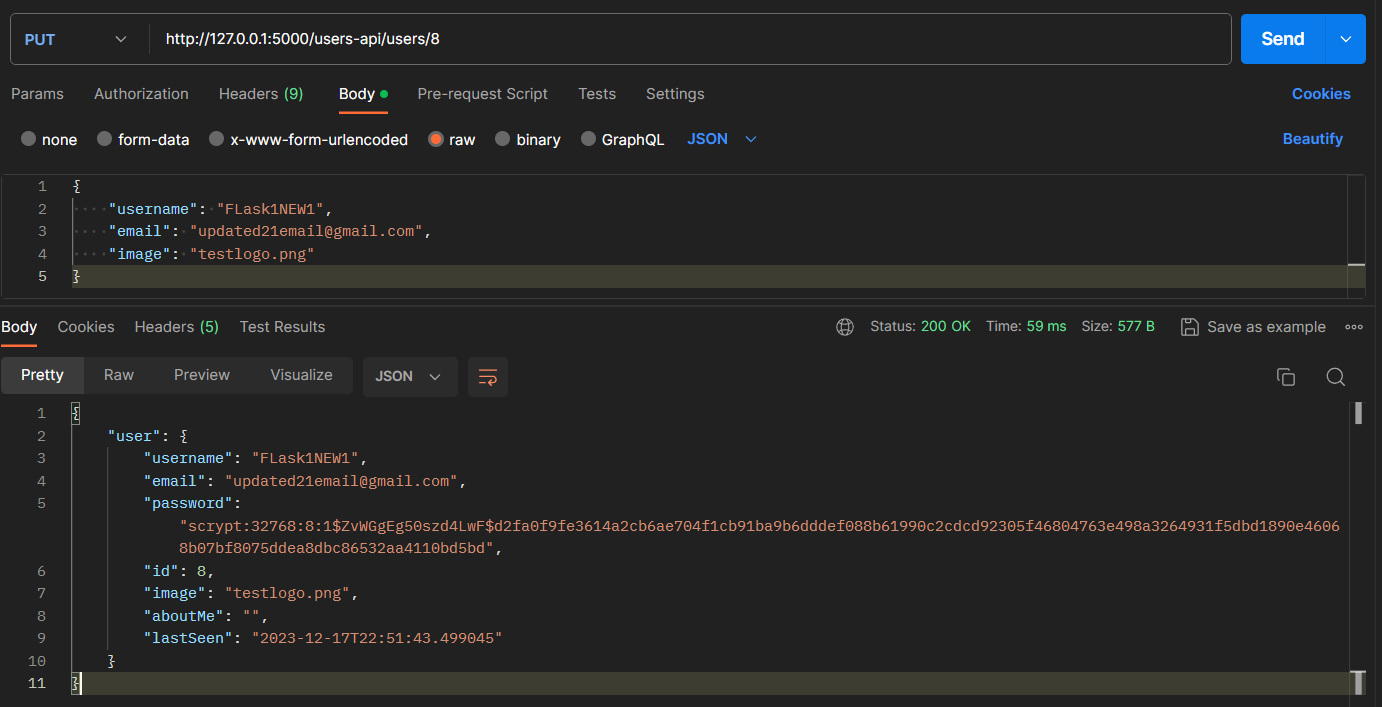 PUT http://127.0.0.1:5000/users-api/users/8 Send
Params Authorization Headers (9) Body Pre-request Script Tests Settings Cookies
none form-data x-www-form-urlencoded raw binary GraphQL JSON Beautify
1 {
2 "username": "FLask1NEW1",
3 "email": "updated21email@gmail.com",
4 "image": "testlogo.png"
5 }
Body Cookies Headers (5) Test Results Status: 200 OK Time: 59 ms Size: 577 B Save as example
Pretty Raw Preview Visualize JSON
1 {
2 "user": {
3 "username": "FLask1NEW1",
4 "email": "updated21email@gmail.com",
5 "password":
"scrypt:32768:8:1$ZvWGgEg50szd4LwF$d2fa0f9fe3614a2cb6ae704f1cb91ba9b6dddef088b61990c2cdcd92305f46804763e498a3264931f5dbd1890e4606
8b07bf8075ddea8dbc86532aa4110bd5bd",
6 "id": 8,
7 "image": "testlogo.png",
8 "aboutMe": "",
9 "lastSeen": "2023-12-17T22:51:43.499045"
10 }
11 }